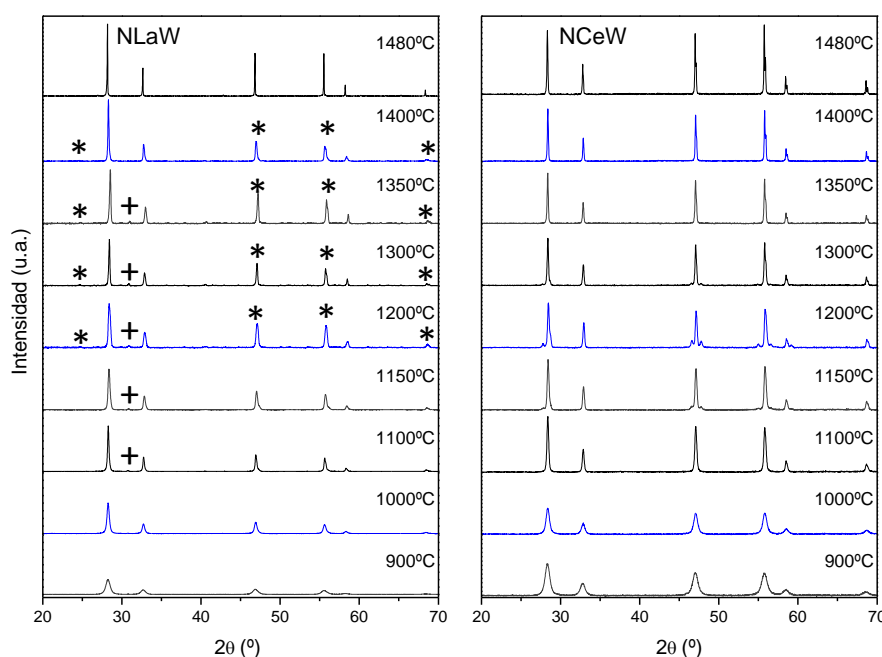 NLaW
1480ºC
1400ºC
* * * *
1350ºC
* + * * *
1300ºC
* + * * *
1200ºC
* + * * *
1150ºC
+
1100ºC
+
1000ºC
900ºC
20 30 40 50 60 70
2θ (º)
Intensidad (u.a.)
NCeW
1480ºC
1400ºC
1350ºC
1300ºC
1200ºC
1150ºC
1100ºC
1000ºC
900ºC
20 30 40 50 60 70
2θ (º)